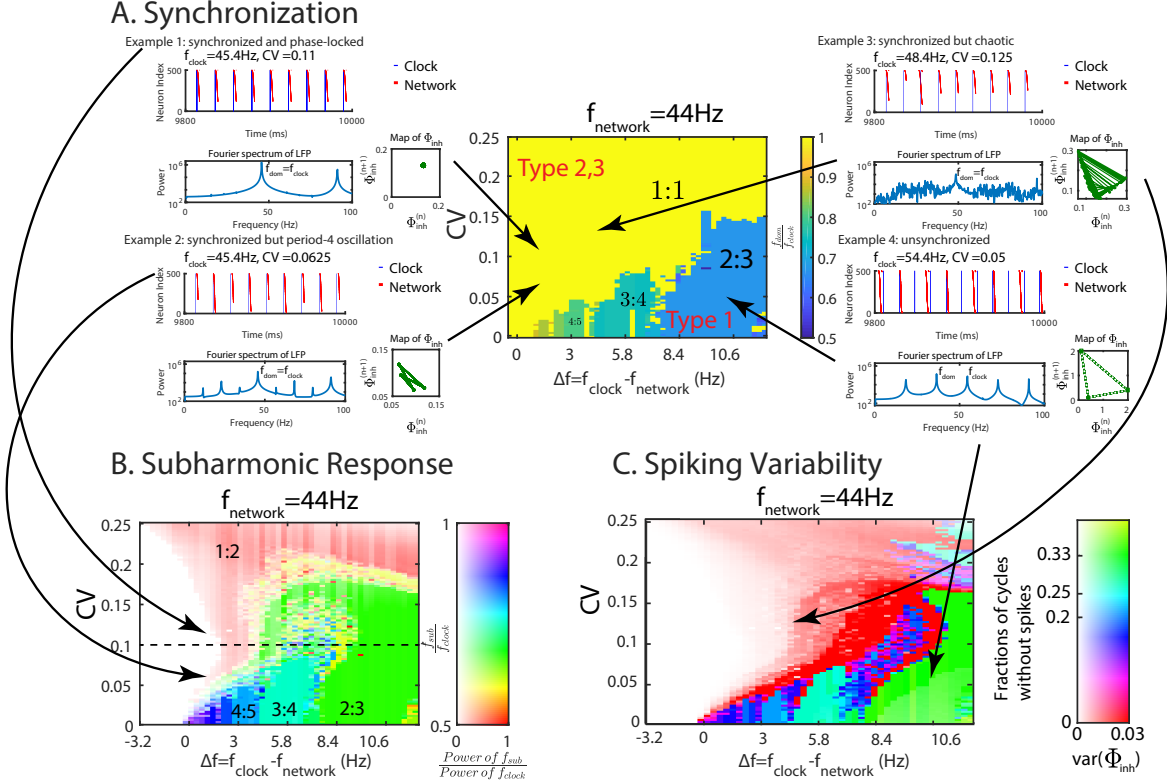 A. Synchronization
Example 1: synchronized and phase-locked
f_clock=45.4Hz, CV=0.11
Neuron Index
500
0
9800
10000
Time (ms)
Clock
Network
Fourier spectrum of LFP
Power
10^6
10^2
f_dom=f_clock
0
50
100
Frequency (Hz)
Map of Φ_inh
Φ_inh^(n+1)
0.2
0
0
0.2
Φ_inh^(n)
Example 2: synchronized but period-4 oscillation
f_clock=45.4Hz, CV=0.0625
Neuron Index
500
0
9800
10000
Time (ms)
Clock
Network
Fourier spectrum of LFP
Power
10^6
10^2
f_dom=f_clock
0
50
100
Frequency (Hz)
Map of Φ_inh
Φ_inh^(n+1)
0.15
0.05
0.05
0.15
Φ_inh^(n)
f_network=44Hz
CV
0.25
0.2
0.15
0.1
0.05
0
Type 2,3
1:1
2:3
3:4
4:5
Type 1
0
3
5.8
8.4
10.6
Δf=f_clock-f_network (Hz)
1
0.9
0.8
0.7
0.6
0.5
f_dom/f_clock
Example 3: synchronized but chaotic
f_clock=48.4Hz, CV=0.125
Neuron Index
500
0
9800
10000
Time (ms)
Clock
Network
Fourier spectrum of LFP
Power
10^6
10^2
f_dom=f_clock
0
50
100
Frequency (Hz)
Map of Φ_inh
Φ_inh^(n+1)
0.3
0.1
0.1
0.3
Φ_inh^(n)
Example 4: unsynchronized
f_clock=54.4Hz, CV=0.05
Neuron Index
500
0
9800
10000
Time (ms)
Clock
Network
Fourier spectrum of LFP
Power
10^6
10^2
f_dom
f_clock
0
50
100
Frequency (Hz)
Map of Φ_inh
Φ_inh^(n+1)
2
0
0
2
Φ_inh^(n)
B. Subharmonic Response
f_network=44Hz
CV
0.25
0.2
0.15
0.1
0.05
0
1:2
4:5
3:4
2:3
-3.2
0
3
5.8
8.4
10.6
Δf=f_clock-f_network (Hz)
f_sub/f_clock
1
0.5
0
1
Power of f_sub/Power of f_clock
C. Spiking Variability
f_network=44Hz
CV
0.25
0.2
0.15
0.1
0.05
0
-3.2
0
3
5.8
8.4
10.6
Δf=f_clock-f_network (Hz)
Fractions of cycles
without spikes
0.33
0.2
0
0
0.03
var(Φ_inh)